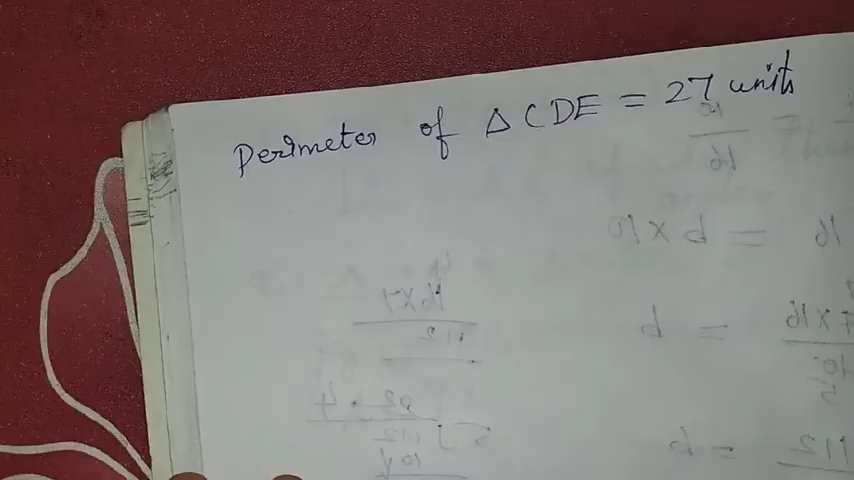 Perimeter of Δ CDE = 27 units